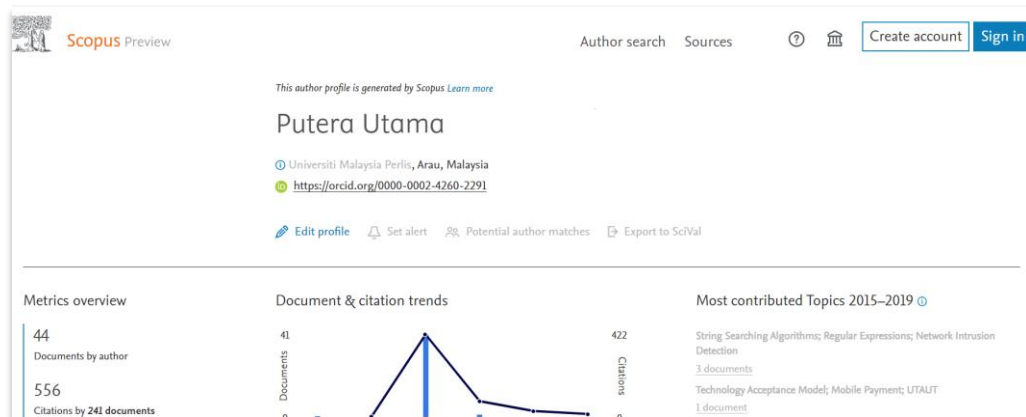 Scopus Preview
Author search Sources
Create account
Sign in
This author profile is generated by Scopus Learn more
Putera Utama
Universiti Malaysia Perlis, Arau, Malaysia
https://orcid.org/0000-0002-4260-2291
Edit profile Set alert Potential author matches Export to SciVal
Metrics overview
44
Documents by author
556
Citations by 241 documents
Document & citation trends
41
Documents
422
Citations
Most contributed Topics 2015–2019
String Searching Algorithms; Regular Expressions; Network Intrusion
Detection
3 documents
Technology Acceptance Model; Mobile Payment; UTAUT
1 document